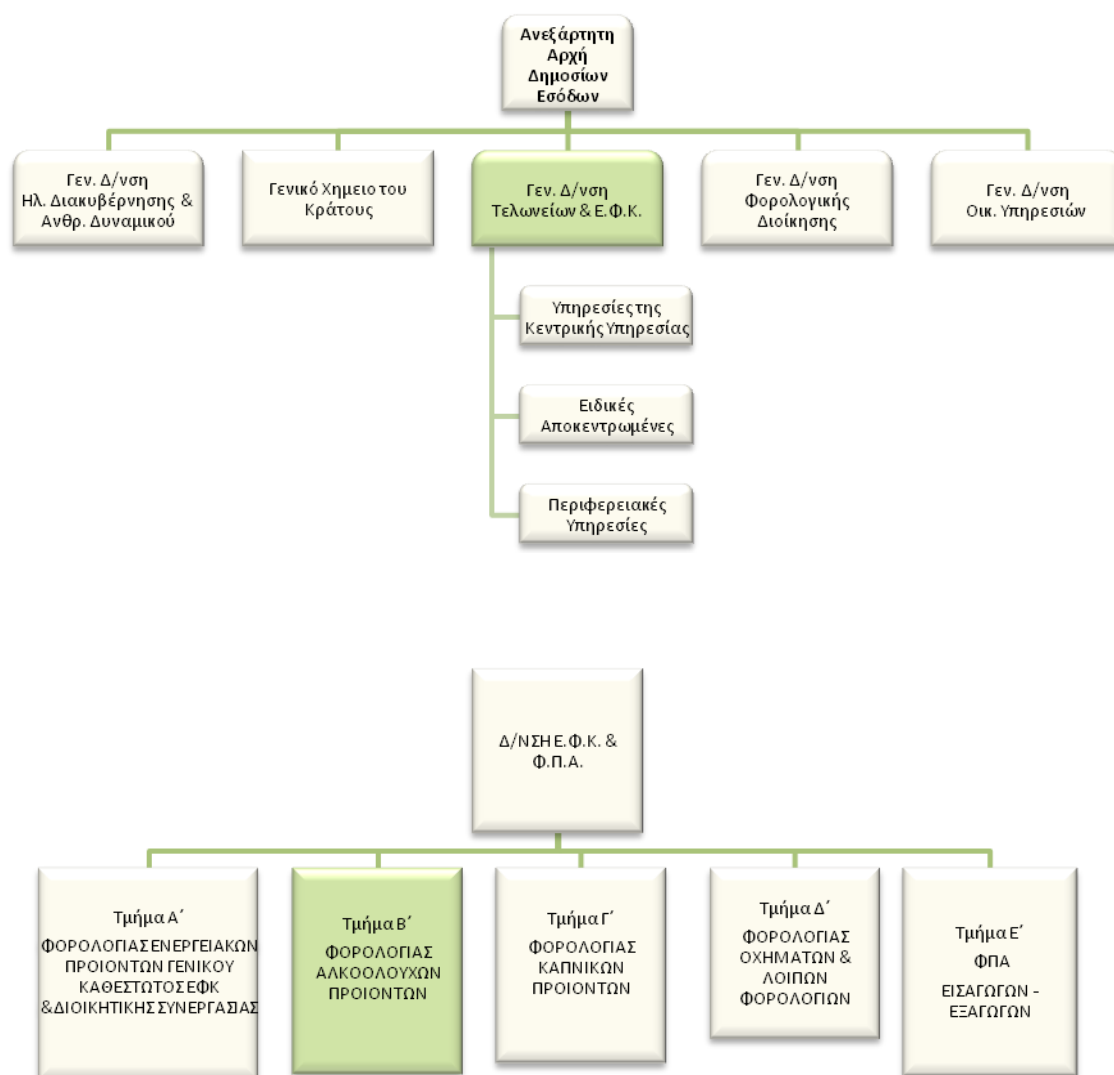 Ανεξάρτητη
Αρχή
Δημοσίων
Εσόδων
Γεν. Δ/νση
Ηλ. Διακυβέρνησης &
Ανθρ. Δυναμικού
Γενικό Χημειο του
Κράτους
Γεν. Δ/νση
Τελωνείων & Ε.Φ.Κ.
Γεν. Δ/νση
Φορολογικής
Διοίκησης
Γεν. Δ/νση
Οικ. Υπηρεσιών
Υπηρεσίες της
Κεντρικής Υπηρεσίας
Ειδικές
Αποκεντρωμένες
Περιφερειακές
Υπηρεσίες
Δ/ΝΣΗ Ε.Φ.Κ. &
Φ.Π.Α.
Τμήμα Α΄
ΦΟΡΟΛΟΓΙΑΣ ΕΝΕΡΓΕΙΑΚΩΝ
ΠΡΟΙΟΝΤΩΝ ΓΕΝΙΚΟΥ
ΚΑΘΕΣΤΩΤΟΣ ΕΦΚ
&ΔΙΟΙΚΗΤΙΚΗΣ ΣΥΝΕΡΓΑΣΙΑΣ
Τμήμα Β΄
ΦΟΡΟΛΟΓΙΑΣ
ΑΛΚΟΟΛΟΥΧΩΝ
ΠΡΟΙΟΝΤΩΝ
Τμήμα Γ΄
ΦΟΡΟΛΟΓΙΑΣ
ΚΑΠΝΙΚΩΝ
ΠΡΟΙΟΝΤΩΝ
Τμήμα Δ΄
ΦΟΡΟΛΟΓΙΑΣ
ΟΧΗΜΑΤΩΝ &
ΛΟΙΠΩΝ
ΦΟΡΟΛΟΓΙΩΝ
Τμήμα Ε΄
ΦΠΑ
ΕΙΣΑΓΩΓΩΝ –
ΕΞΑΓΩΓΩΝ